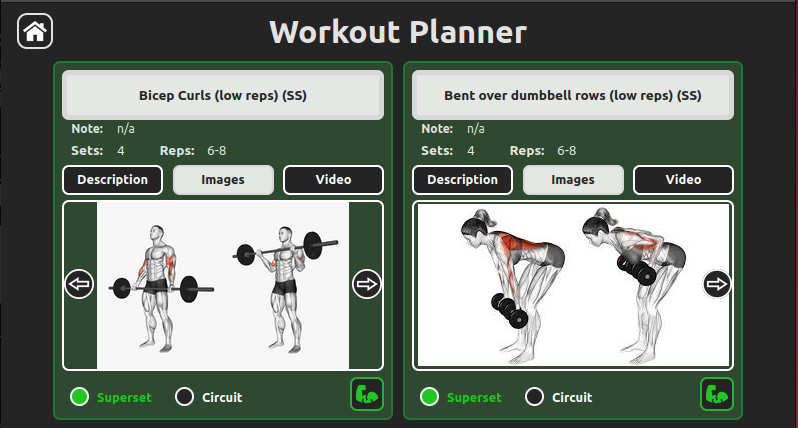 Workout Planner
Bicep Curls (low reps) (SS)
Note: n/a
Sets: 4 Reps: 6-8
Description Images Video
Superset Circuit
Bent over dumbbell rows (low reps) (SS)
Note: n/a
Sets: 4 Reps: 6-8
Description Images Video
Superset Circuit